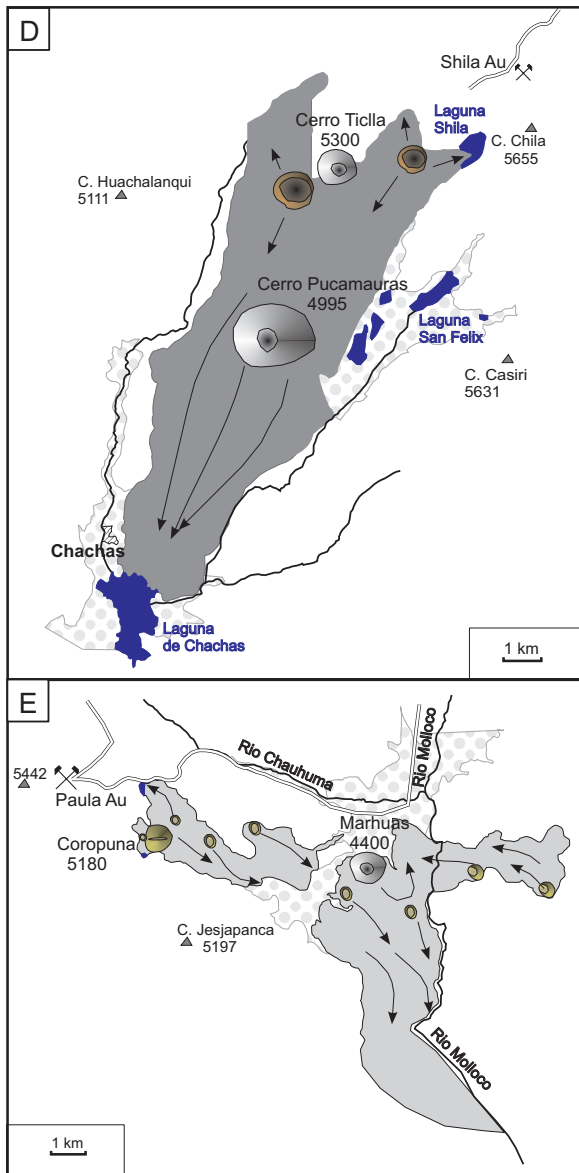 D
Shila Au
Cerro Ticlla
5300
Laguna
Shila
C. Chila
5655
C. Huachalanqui
5111
Cerro Pucamauras
4995
Laguna
San Felix
C. Casiri
5631
Chachas
Laguna
de Chachas
1 km
E
Rio Chauhuma
Rio Molloco
5442
Paula Au
Coropuna
5180
Marhuas
4400
C. Jesjapanca
5197
Rio Molloco
1 km